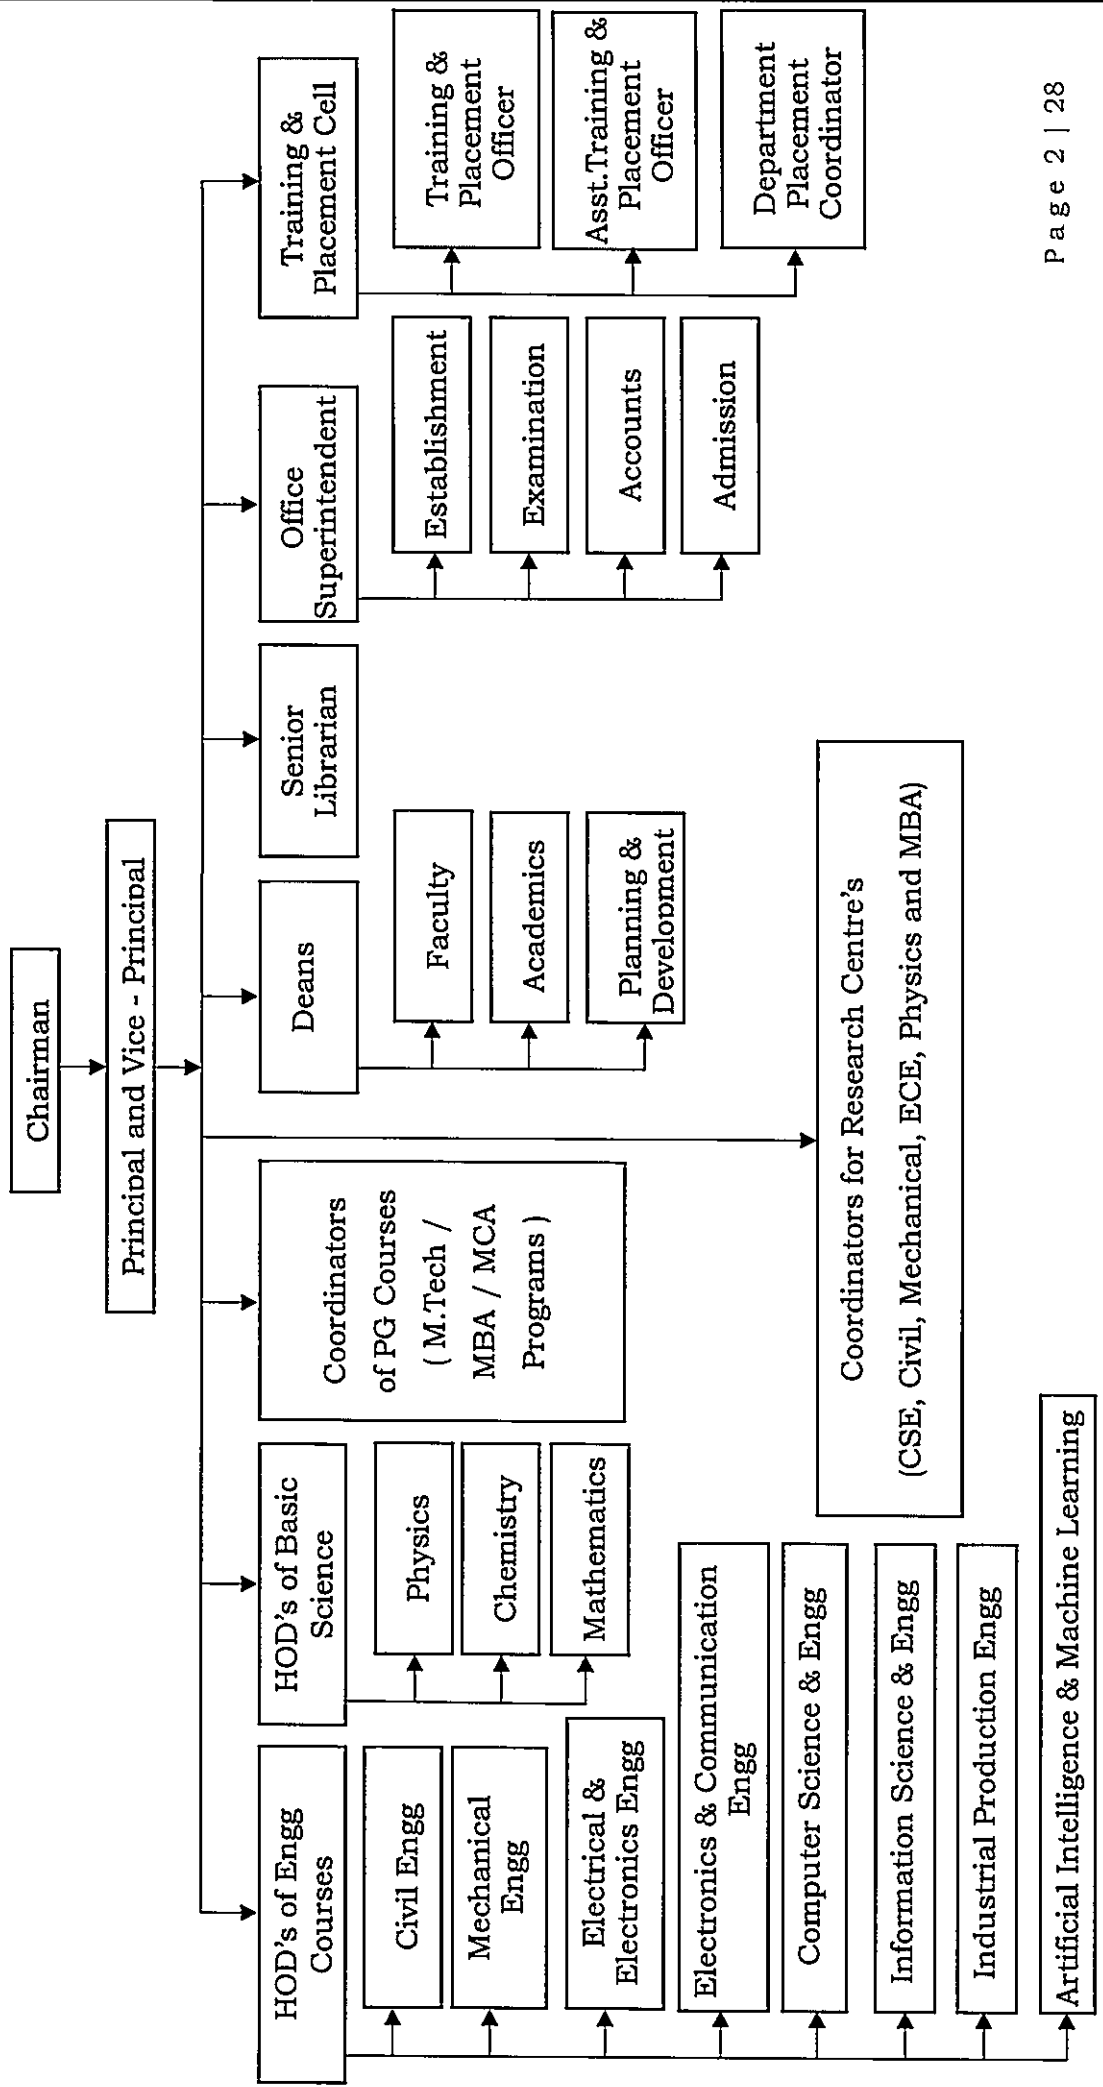 Chairman
Principal and Vice - Principal
HOD's of Engg
Courses
Civil Engg
Mechanical
Engg
Electrical &
Electronics Engg
Electronics & Communication
Engg
Computer Science & Engg
Information Science & Engg
Industrial Production Engg
Artificial Intelligence & Machine Learning
HOD's of Basic
Science
Physics
Chemistry
Mathematics
Coordinators
of PG Courses
( M.Tech /
MBA / MCA
Programs )
Coordinators for Research Centre's
(CSE, Civil, Mechanical, ECE, Physics and MBA)
Deans
Faculty
Academics
Planning &
Development
Senior
Librarian
Office
Superintendent
Establishment
Examination
Accounts
Admission
Training &
Placement Cell
Training &
Placement
Officer
Asst.Training &
Placement
Officer
Department
Placement
Coordinator
Page 2 | 28